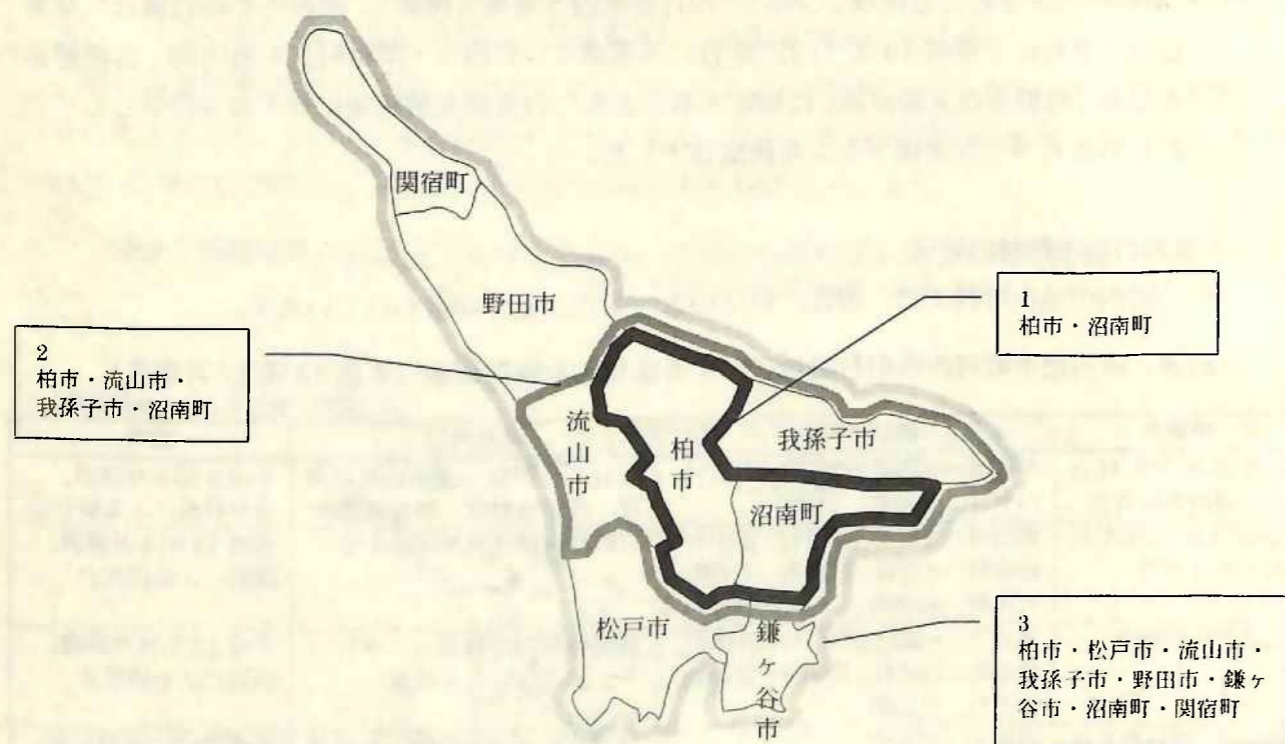 関宿町
野田市
1
柏市・沼南町
2
柏市・流山市・
我孫子市・沼南町
流山市
柏市
我孫子市
沼南町
松戸市
鎌ヶ谷市
3
柏市・松戸市・流山市・
我孫子市・野田市・鎌ヶ
谷市・沼南町・関宿町